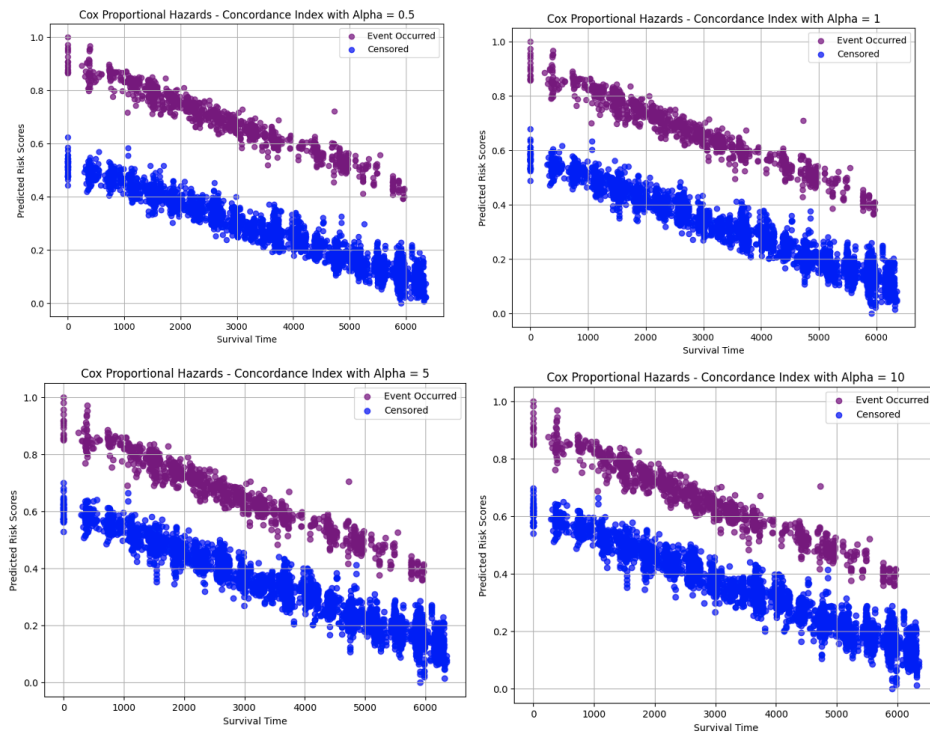 Cox Proportional Hazards - Concordance Index with Alpha = 0.5
Event Occurred
Censored
1.0
0.8
0.6
0.4
0.2
0.0
Predicted Risk Scores
0 1000 2000 3000 4000 5000 6000
Survival Time
Cox Proportional Hazards - Concordance Index with Alpha = 1
Event Occurred
Censored
1.0
0.8
0.6
0.4
0.2
0.0
Predicted Risk Scores
0 1000 2000 3000 4000 5000 6000
Survival Time
Cox Proportional Hazards - Concordance Index with Alpha = 5
Event Occurred
Censored
1.0
0.8
0.6
0.4
0.2
0.0
Predicted Risk Scores
0 1000 2000 3000 4000 5000 6000
Survival Time
Cox Proportional Hazards - Concordance Index with Alpha = 10
Event Occurred
Censored
1.0
0.8
0.6
0.4
0.2
0.0
Predicted Risk Scores
0 1000 2000 3000 4000 5000 6000
Survival Time